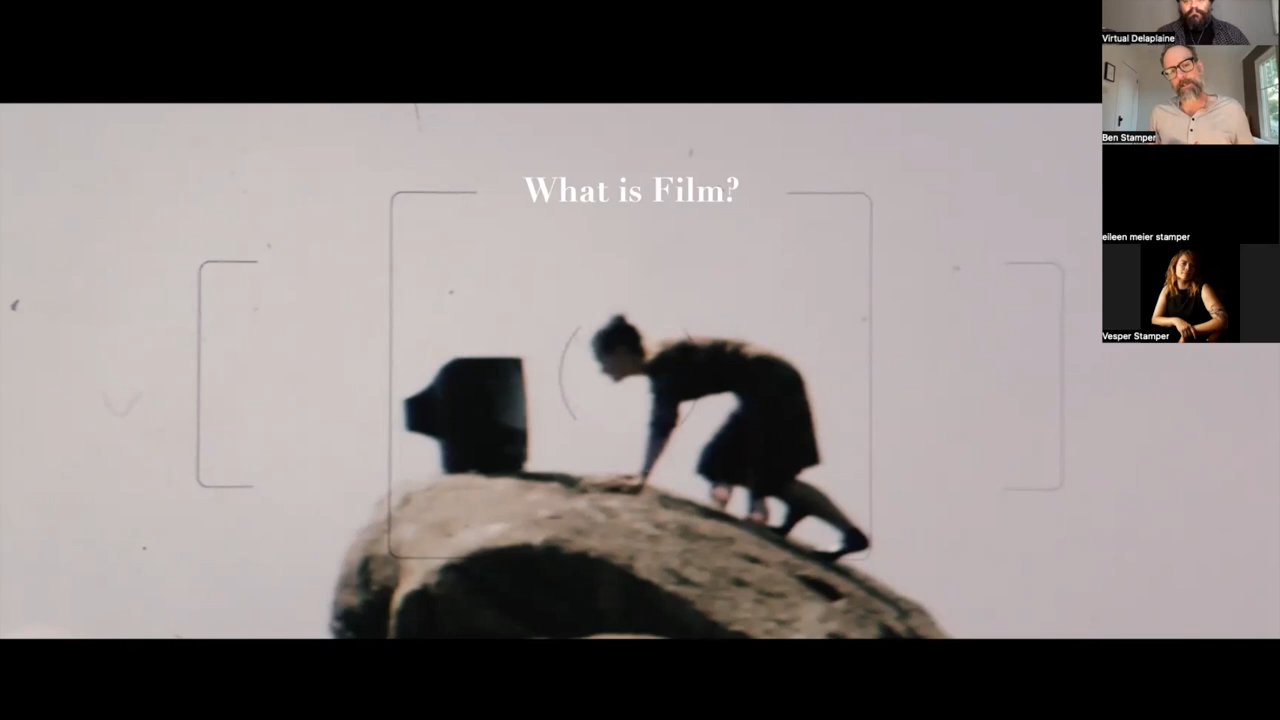 What is Film?
Virtual Delaplaine
Ben Stamper
eileen meier stamper
Vesper Stamper